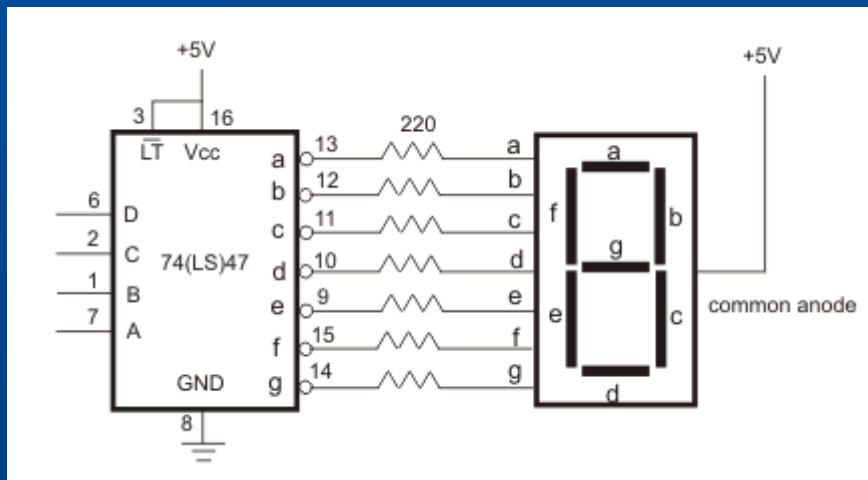 +5V
+5V
3 16
220
LT Vcc
a 13 a a
b 12 b
6 D
f b
c 11 c
2 C
74(LS)47
d 10 d
g
1 B
e 9 e
common anode
e c
7 A
f 15 f
GND
g 14 g
d
8